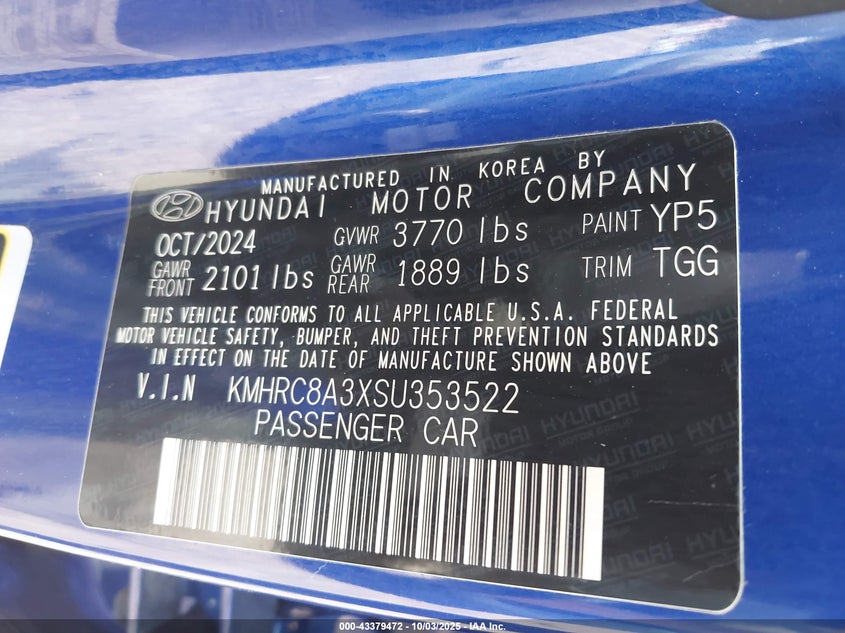 MANUFACTURED IN KOREA BY
HYUNDAI MOTOR COMPANY
OCT/2024 GVWR 3770 lbs PAINT YP5
GAWR FRONT 2101 lbs GAWR REAR 1889 lbs TRIM TGG
THIS VEHICLE CONFORMS TO ALL APPLICABLE U.S.A. FEDERAL
MOTOR VEHICLE SAFETY, BUMPER, AND THEFT PREVENTION STANDARDS
IN EFFECT ON THE DATE OF MANUFACTURE SHOWN ABOVE
V.I.N KMHRC8A3XSU353522
PASSENGER CAR
000-43379472 - 10/03/2025 - IAA Inc.